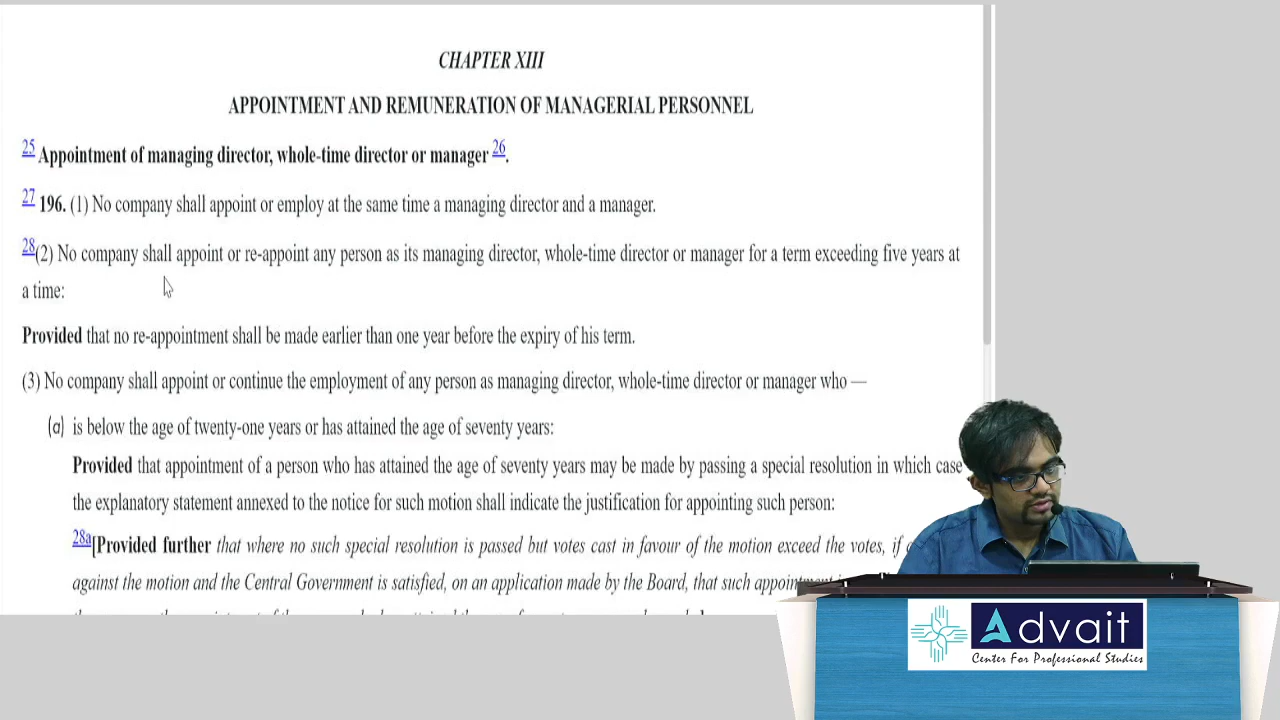 CHAPTER XIII
APPOINTMENT AND REMUNERATION OF MANAGERIAL PERSONNEL
25 Appointment of managing director, whole-time director or manager 26.
27 196. (1) No company shall appoint or employ at the same time a managing director and a manager.
28(2) No company shall appoint or re-appoint any person as its managing director, whole-time director or manager for a term exceeding five years at
a time:
Provided that no re-appointment shall be made earlier than one year before the expiry of his term.
(3) No company shall appoint or continue the employment of any person as managing director, whole-time director or manager who —
(a) is below the age of twenty-one years or has attained the age of seventy years:
Provided that appointment of a person who has attained the age of seventy years may be made by passing a special resolution in which case
the explanatory statement annexed to the notice for such motion shall indicate the justification for appointing such person:
28a[Provided further that where no such special resolution is passed but votes cast in favour of the motion exceed the votes, if
against the motion and the Central Government is satisfied, on an application made by the Board, that such
Advait
Center For Professional Studies